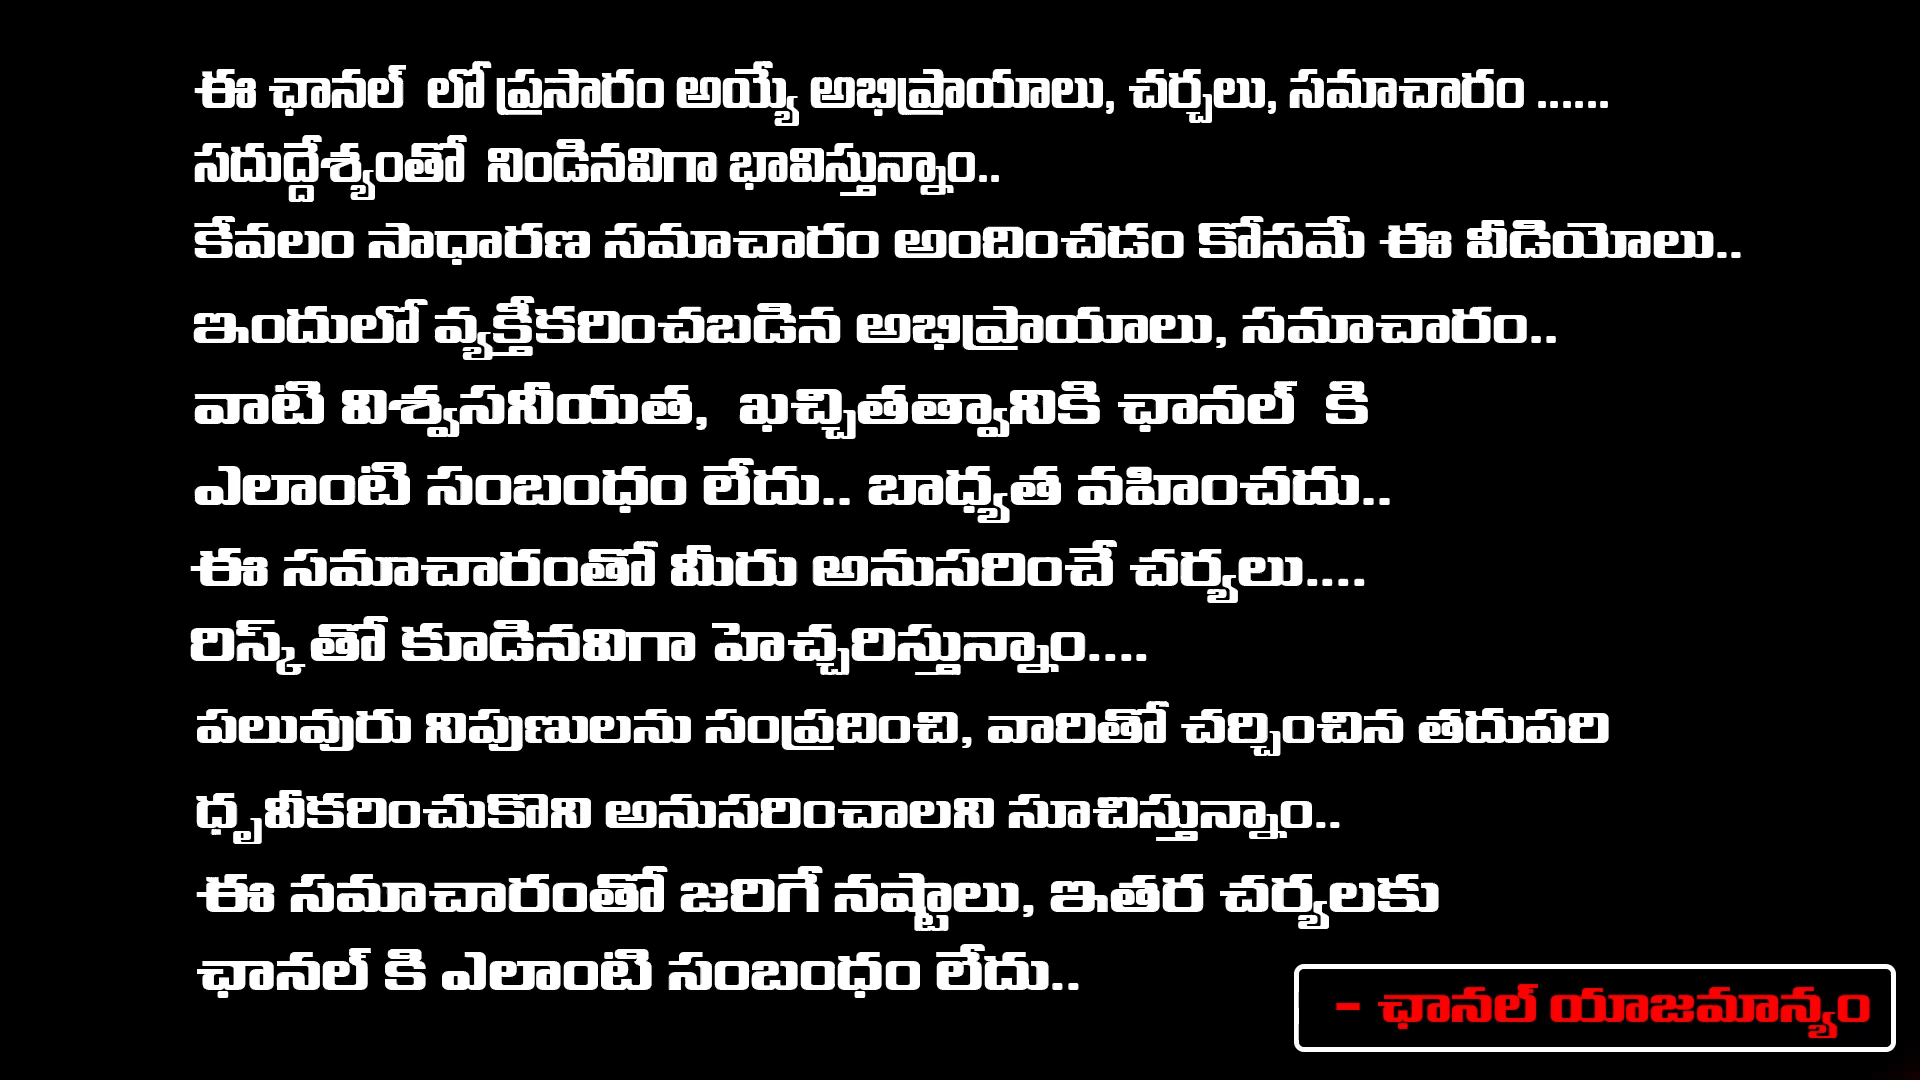 ఈ ఛానల్ లో ప్రసారం అయ్యే అభిప్రాయాలు, చర్చలు, సమాచారం ......
సదుద్దేశ్యంతో నిండినవిగా భావిస్తున్నాం..
కేవలం సాధారణ సమాచారం అందించడం కోసమే ఈ వీడియోలు..
ఇందులో వ్యక్తీకరించబడిన అభిప్రాయాలు, సమాచారం..
వాటి విశ్వసనీయత, ఖచ్చితత్వానికి ఛానల్ కి
ఎలాంటి సంబంధం లేదు.. బాధ్యత వహించదు..
ఈ సమాచారంతో మీరు అనుసరించే చర్యలు....
రిస్క్ తో కూడినవిగా హెచ్చరిస్తున్నాం....
పలువురు నిపుణులను సంప్రదించి, వారితో చర్చించిన తదుపరి
ధృవీకరించుకొని అనుసరించాలని సూచిస్తున్నాం..
ఈ సమాచారంతో జరిగే నష్టాలు, ఇతర చర్యలకు
ఛానల్ కి ఎలాంటి సంబంధం లేదు..
- ఛానల్ యాజమాన్యం